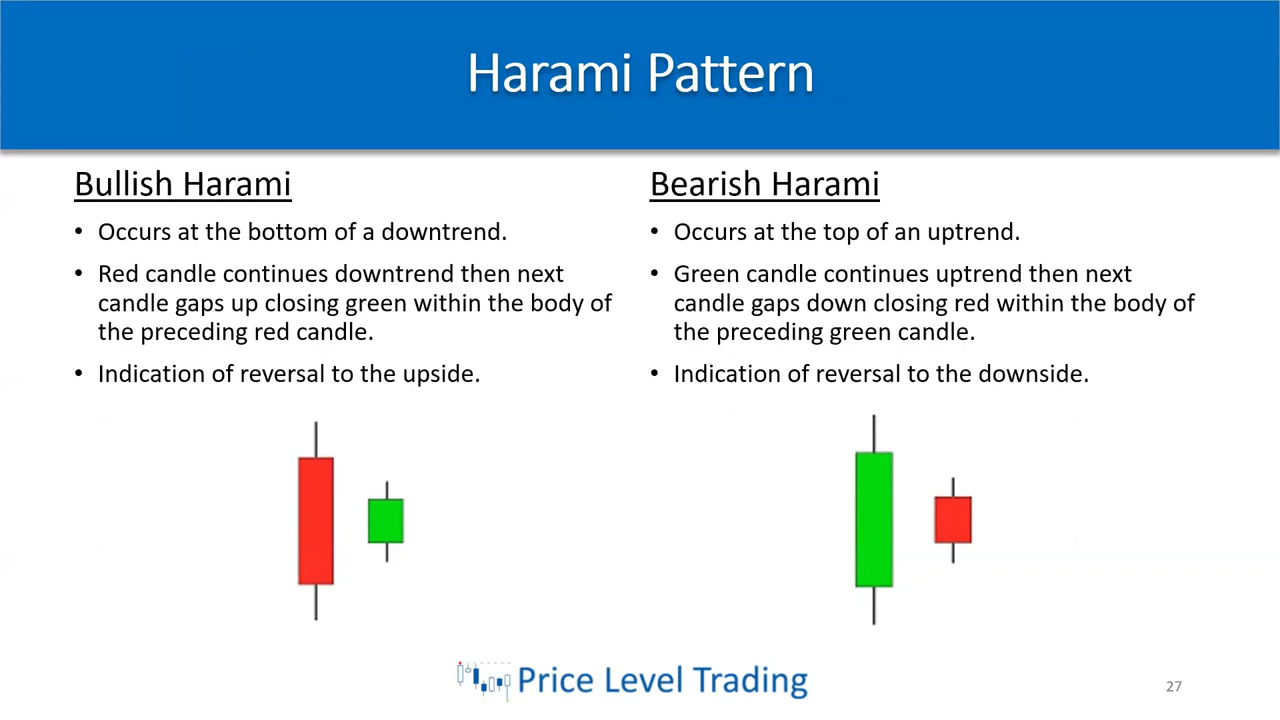 Harami Pattern
Bullish Harami
• Occurs at the bottom of a downtrend.
• Red candle continues downtrend then next
candle gaps up closing green within the body of
the preceding red candle.
• Indication of reversal to the upside.
Bearish Harami
• Occurs at the top of an uptrend.
• Green candle continues uptrend then next
candle gaps down closing red within the body of
the preceding green candle.
• Indication of reversal to the downside.
Price Level Trading
27